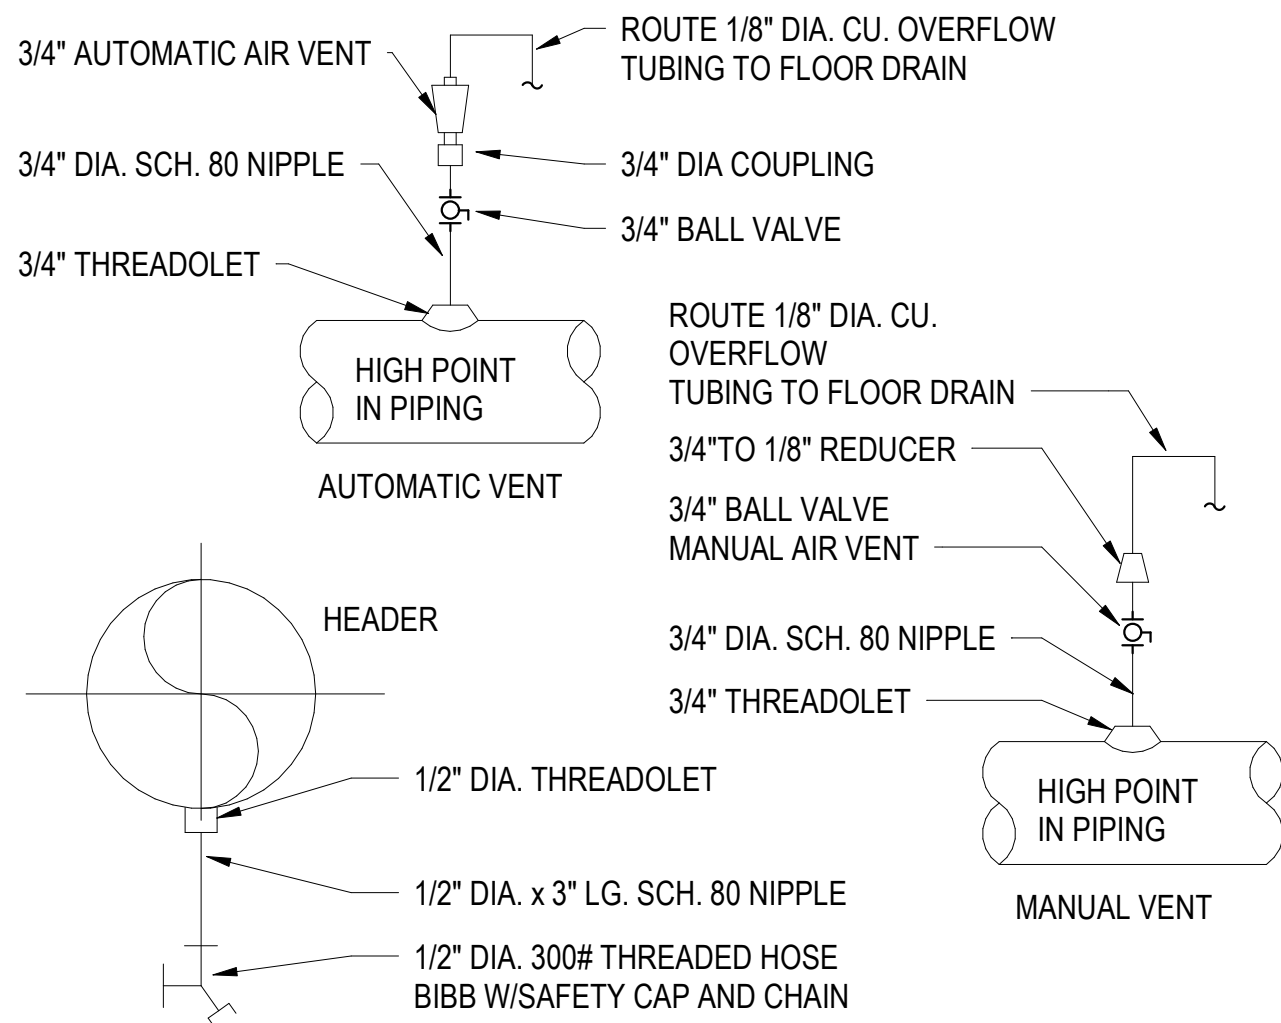 3/4" AUTOMATIC AIR VENT
ROUTE 1/8" DIA. CU. OVERFLOW
TUBING TO FLOOR DRAIN
3/4" DIA. SCH. 80 NIPPLE
3/4" DIA COUPLING
3/4" BALL VALVE
3/4" THREADOLET
HIGH POINT
IN PIPING
AUTOMATIC VENT
ROUTE 1/8" DIA. CU.
OVERFLOW
TUBING TO FLOOR DRAIN
3/4"TO 1/8" REDUCER
3/4" BALL VALVE
MANUAL AIR VENT
3/4" DIA. SCH. 80 NIPPLE
3/4" THREADOLET
HIGH POINT
IN PIPING
MANUAL VENT
HEADER
1/2" DIA. THREADOLET
1/2" DIA. x 3" LG. SCH. 80 NIPPLE
1/2" DIA. 300# THREADED HOSE
BIBB W/SAFETY CAP AND CHAIN